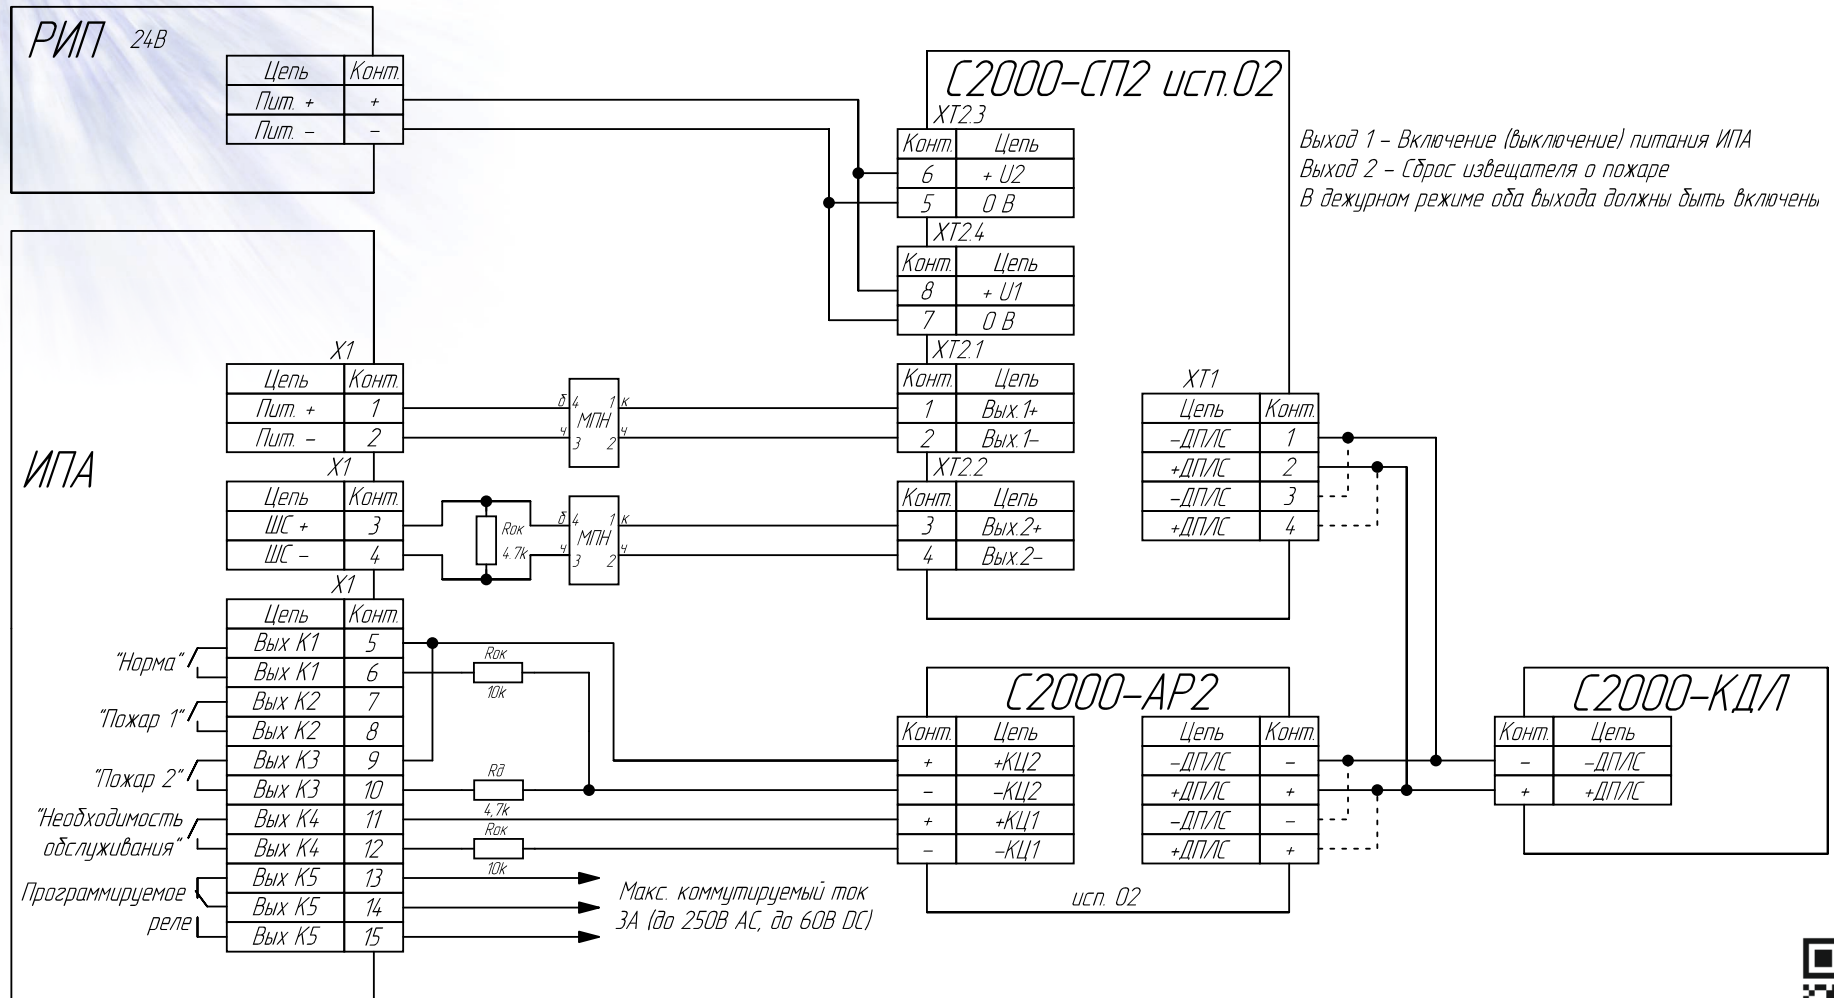 РИП 24В
Цепь Конт.
Пит. + +
Пит. – –
С2000-СП2 исп.02
XT2.3
Конт. Цепь
6 + U2
5 0 В
XT2.4
Конт. Цепь
8 + U1
7 0 В
XT2.1
Конт. Цепь
1 Вых.1+
2 Вых.1–
XT2.2
Конт. Цепь
3 Вых.2+
4 Вых.2–
XT1
Цепь Конт.
–ДПЛС 1
+ДПЛС 2
–ДПЛС 3
+ДПЛС 4
Выход 1 – Включение (выключение) питания ИПА
Выход 2 – Сброс извещателя о пожаре
В дежурном режиме оба выхода должны быть включены
ИПА
X1
Цепь Конт.
Пит. + 1
Пит. – 2
X1
Цепь Конт.
ШС + 3
ШС – 4
X1
Цепь Конт.
Вых К1 5
Вых К1 6
Вых К2 7
Вых К2 8
Вых К3 9
Вых К3 10
Вых К4 11
Вых К4 12
Вых К5 13
Вых К5 14
Вых К5 15
"Норма"
"Пожар 1"
"Пожар 2"
"Необходимость
обслуживания"
Программируемое
реле
б 4 1 к
МПН
ч 3 2 ч
Rок
4.7k
б 4 1 к
МПН
ч 3 2 ч
Rок
10k
Rд
4,7k
Rок
10k
Макс. коммутируемый ток
3А (до 250В AC, до 60В DC)
С2000-АР2
Конт. Цепь
+ +КЦ2
– –КЦ2
+ +КЦ1
– –КЦ1
Цепь Конт.
–ДПЛС –
+ДПЛС +
–ДПЛС –
+ДПЛС +
исп. 02
С2000-КДЛ
Конт. Цепь
– –ДПЛС
+ +ДПЛС